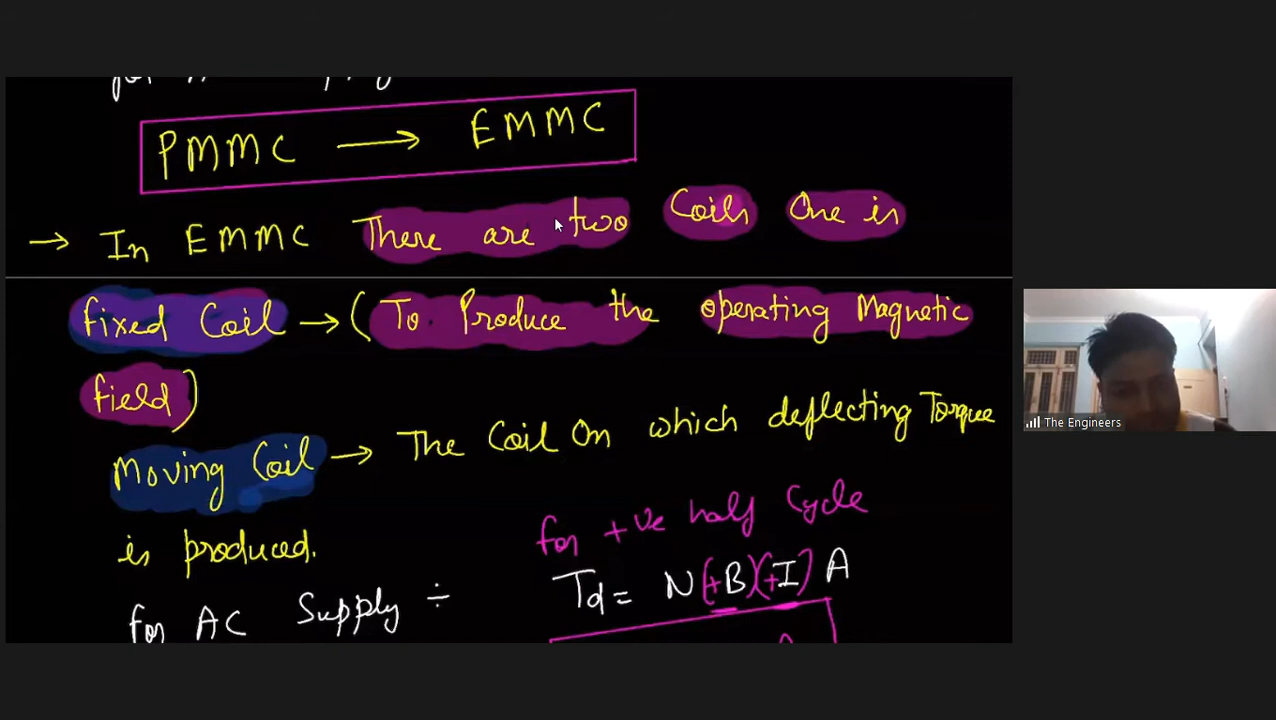 PMMC → EMMC
→ In EMMC There are two Coils One is
fixed Coil → ( To Produce the operating Magnetic
field)
Moving Coil → The Coil On which deflecting Torque
is produced.
for +ve half Cycle
Td = N(+B)(+I) A
for AC Supply ÷
The Engineers